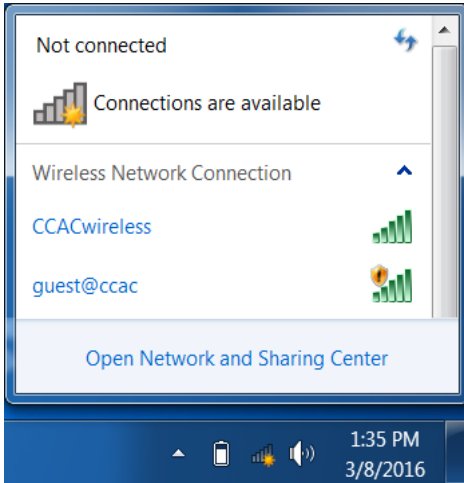 Not connected
Connections are available
Wireless Network Connection
CCACwireless
guest@ccac
Open Network and Sharing Center
1:35 PM
3/8/2016